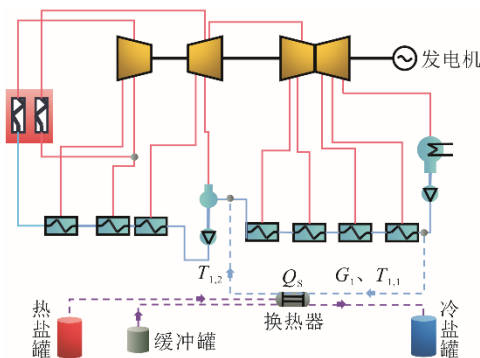 发电机
T1,2
Qs
G1、T1,1
热盐罐
缓冲罐
换热器
冷盐罐